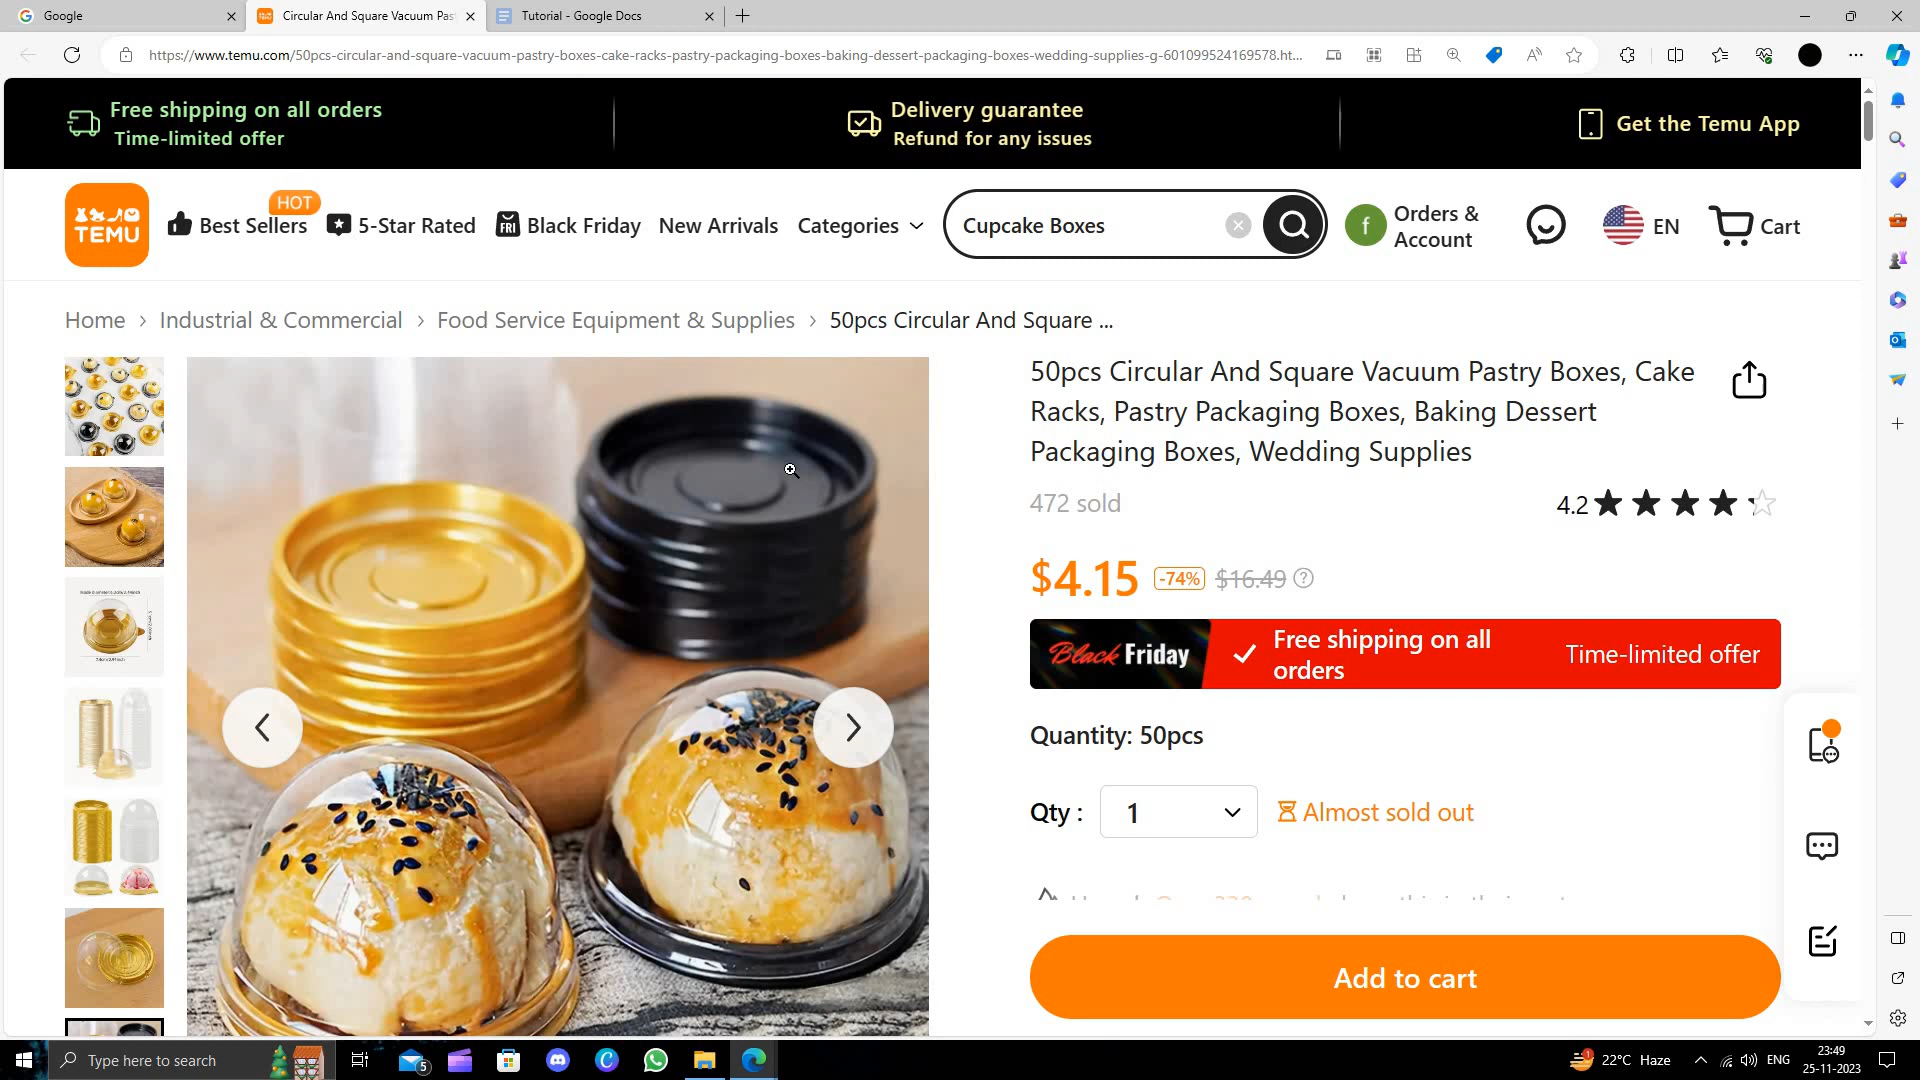 Google
Circular And Square Vacuum Pas
Tutorial - Google Docs
https://www.temu.com/50pcs-circular-and-square-vacuum-pastry-boxes-cake-racks-pastry-packaging-boxes-baking-dessert-packaging-boxes-wedding-supplies-g-601099524169578.ht...
Free shipping on all orders
Time-limited offer
Delivery guarantee
Refund for any issues
Get the Temu App
TEMU
HOT
Best Sellers
5-Star Rated
FRI
Black Friday
New Arrivals
Categories
Cupcake Boxes
f
Orders &
Account
EN
Cart
Home › Industrial & Commercial › Food Service Equipment & Supplies › 50pcs Circular And Square ...
50pcs Circular And Square Vacuum Pastry Boxes, Cake
Racks, Pastry Packaging Boxes, Baking Dessert
Packaging Boxes, Wedding Supplies
472 sold
4.2
$4.15 -74% $16.49
Black Friday
Free shipping on all
orders
Time-limited offer
Quantity: 50pcs
Qty : 1
Almost sold out
Add to cart
Type here to search
5
1
22°C Haze
ENG
23:49
25-11-2023